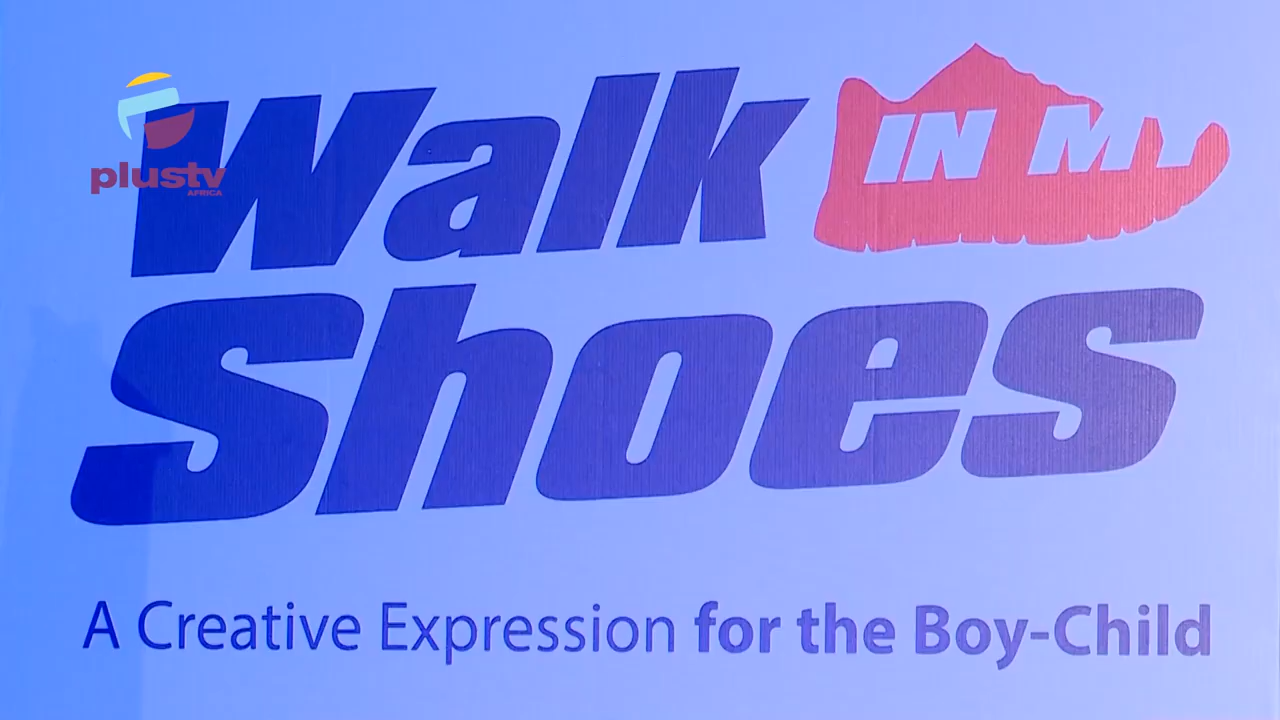 plustv
AFRICA
Walk IN MY
Shoes
A Creative Expression for the Boy-Child